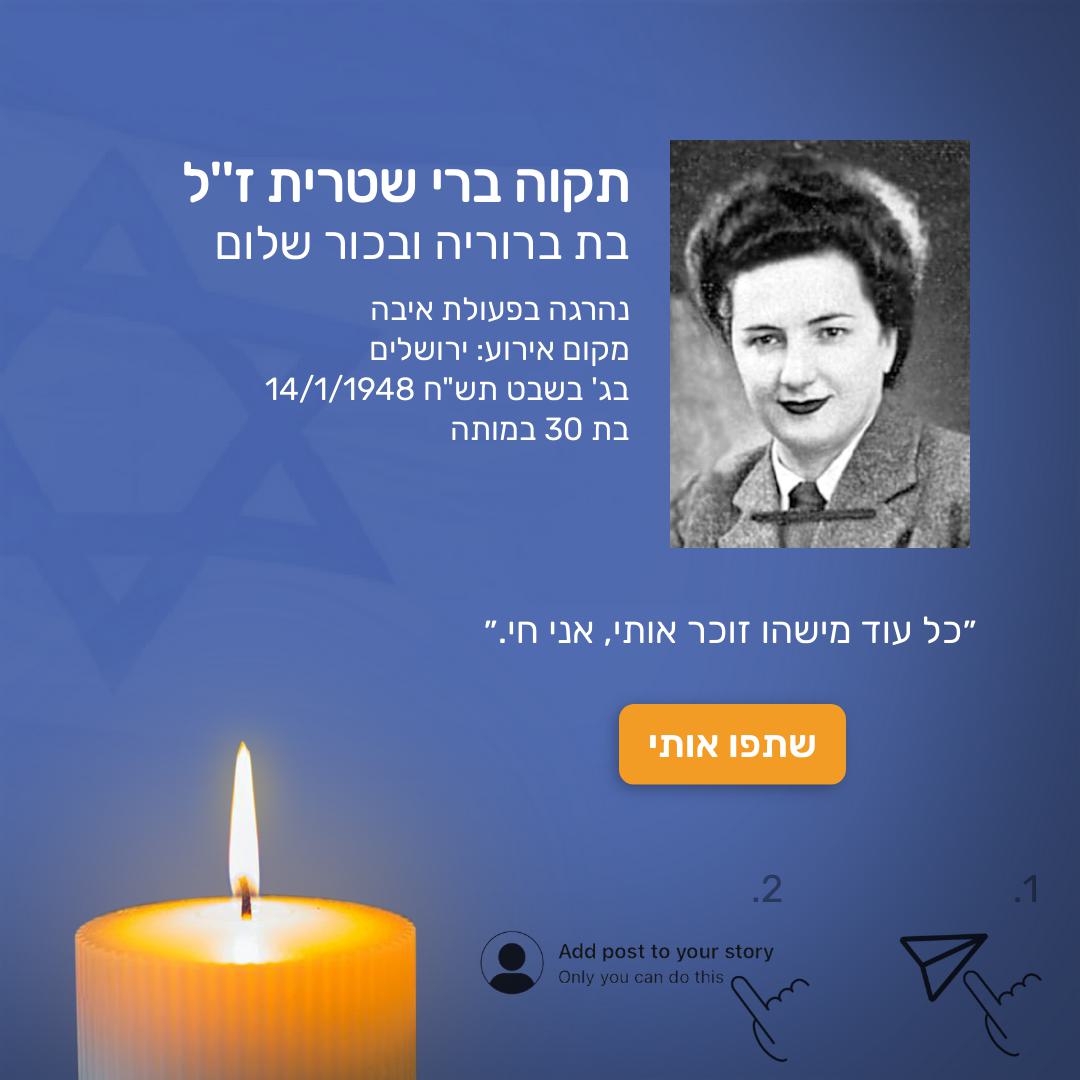 תקוה ברי שטרית ז"ל
בת ברוריה ובכור שלום
נהרגה בפעולת איבה
מקום אירוע: ירושלים
בג' בשבט תש"ח 14/1/1948
בת 30 במותה
״כל עוד מישהו זוכר אותי, אני חי.״
שתפו אותי
1.
2.
Add post to your story
Only you can do this